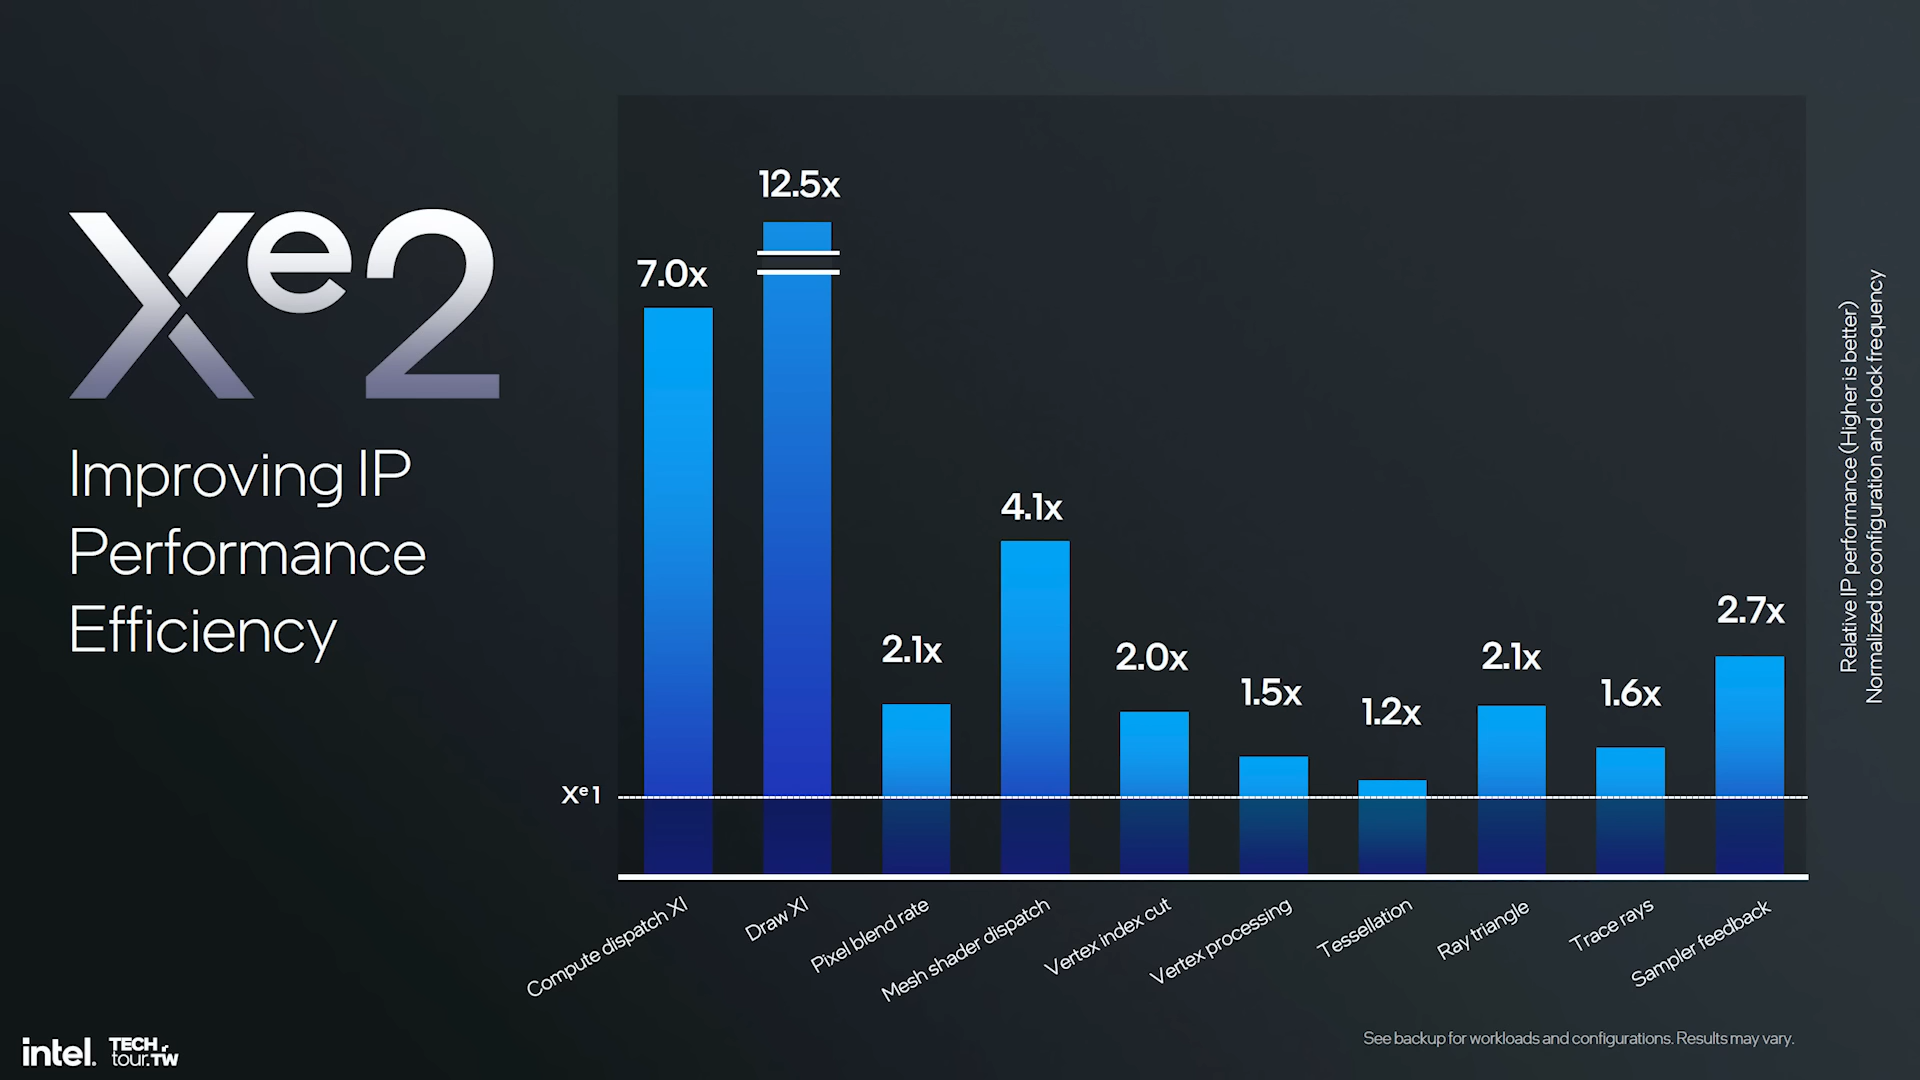 Xe2
Improving IP
Performance
Efficiency
7.0x
12.5x
2.1x
4.1x
2.0x
1.5x
1.2x
2.1x
1.6x
2.7x
Xe1
Compute dispatch XI
Draw XI
Pixel blend rate
Mesh shader dispatch
Vertex index cut
Vertex processing
Tessellation
Ray triangle
Trace rays
Sampler feedback
Relative IP performance (Higher is better)
Normalized to configuration and clock frequency
See backup for workloads and configurations. Results may vary.
intel.
TECH
tour.TW